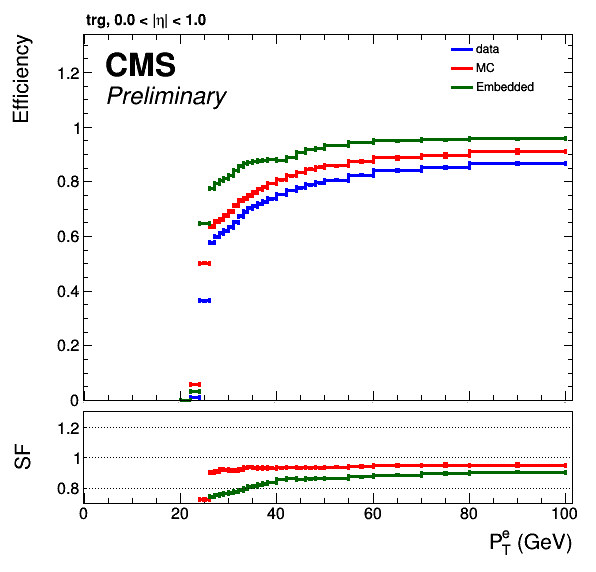 trg, 0.0 < |η| < 1.0
Efficiency
CMS
Preliminary
data
MC
Embedded
1.2
1
0.8
0.6
0.4
0.2
0
SF
1.2
1
0.8
0 20 40 60 80 100
P_T^e (GeV)